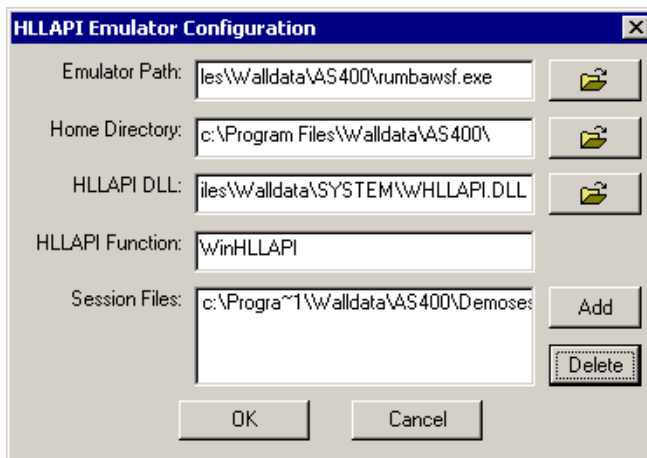 HLLAPI Emulator Configuration
Emulator Path: les\Walldata\AS400\rumbawsf.exe
Home Directory: c:\Program Files\Walldata\AS400\
HLLAPI DLL: iles\Walldata\SYSTEM\WHLLAPI.DLL
HLLAPI Function: WinHLLAPI
Session Files: c:\Progra~1\Walldata\AS400\Demoses
Add
Delete
OK Cancel